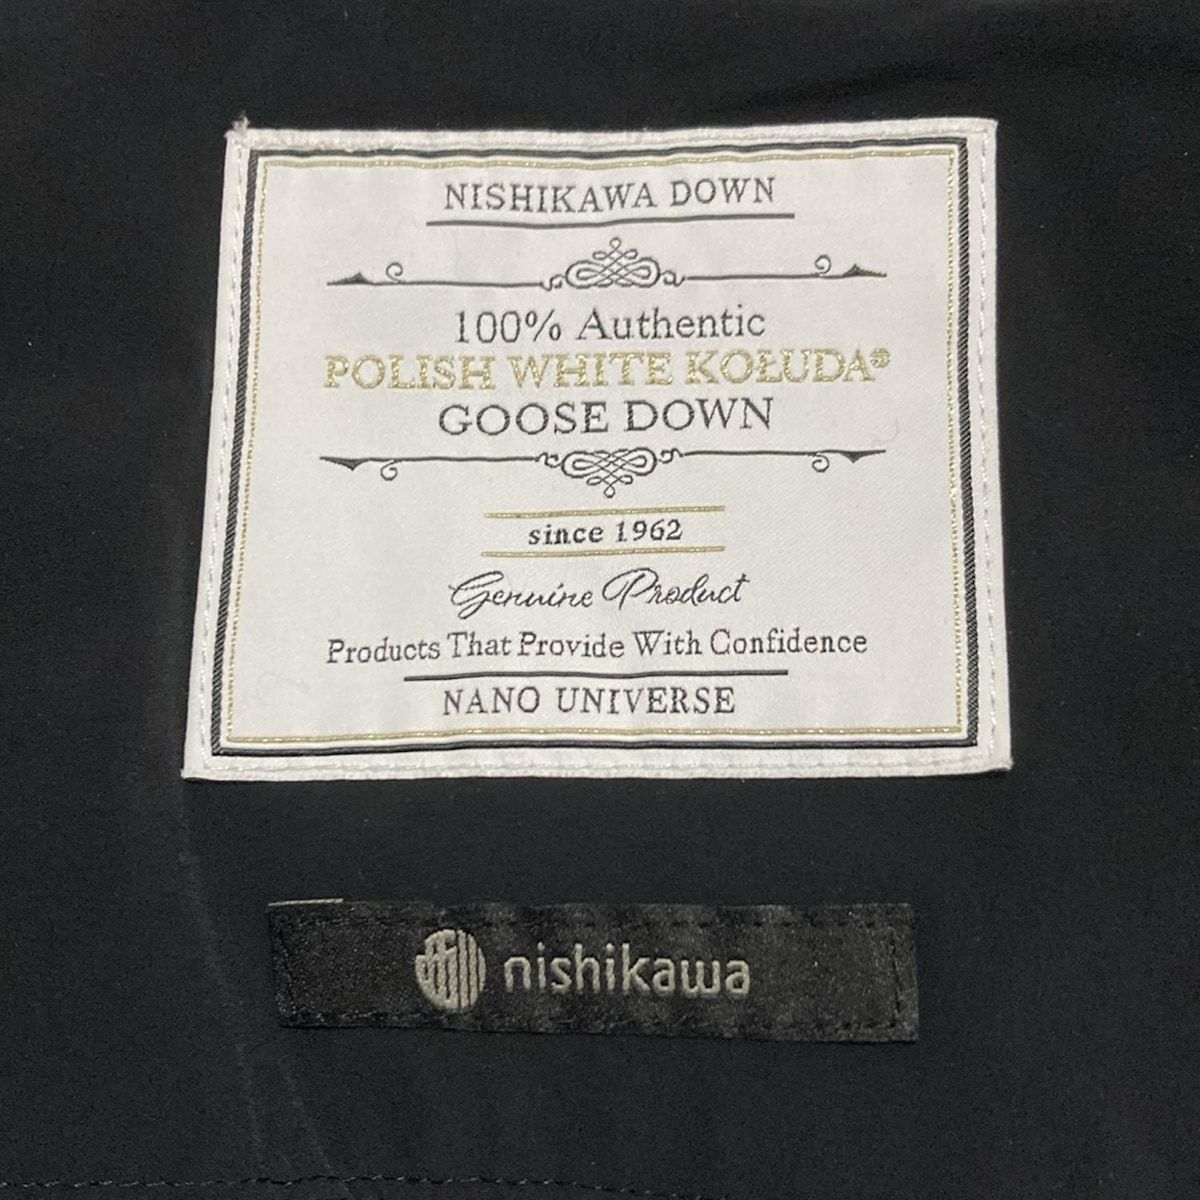 NISHIKAWA DOWN
100% Authentic
POLISH WHITE KOŁUDA®
GOOSE DOWN
since 1962
Genuine Product
Products That Provide With Confidence
NANO UNIVERSE
nishikawa